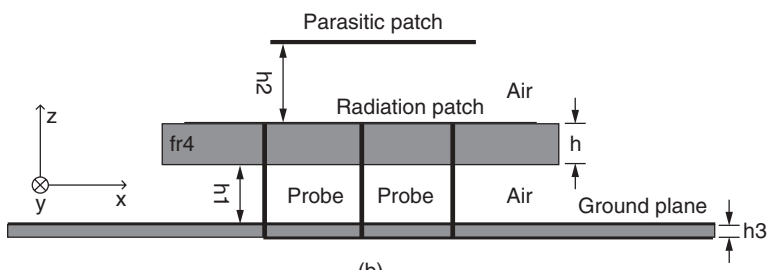 Parasitic patch
h2
Air
Radiation patch
z
fr4
h
h1
Probe
Probe
Air
y
x
Ground plane
h3
(b)